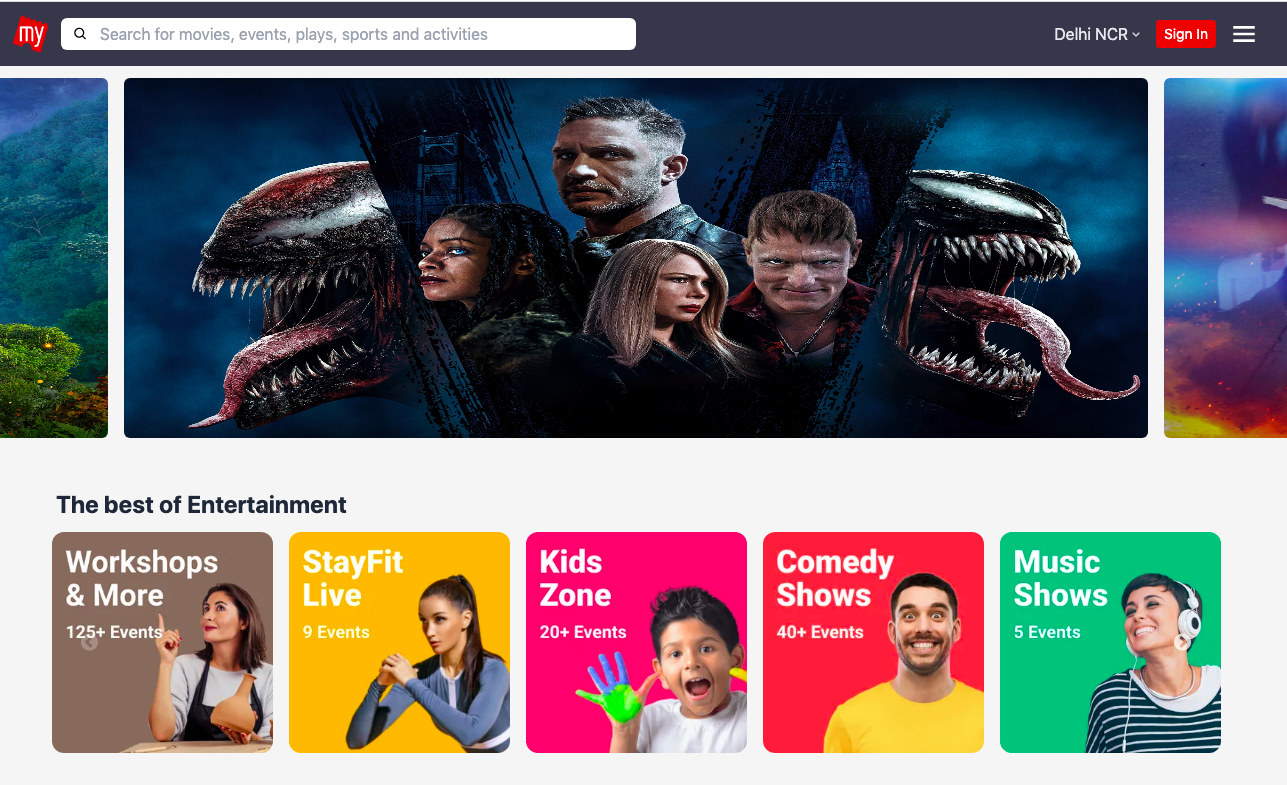 my
Search for movies, events, plays, sports and activities
Delhi NCR
Sign In
The best of Entertainment
Workshops
& More
125+ Events
StayFit
Live
9 Events
Kids
Zone
20+ Events
Comedy
Shows
40+ Events
Music
Shows
5 Events